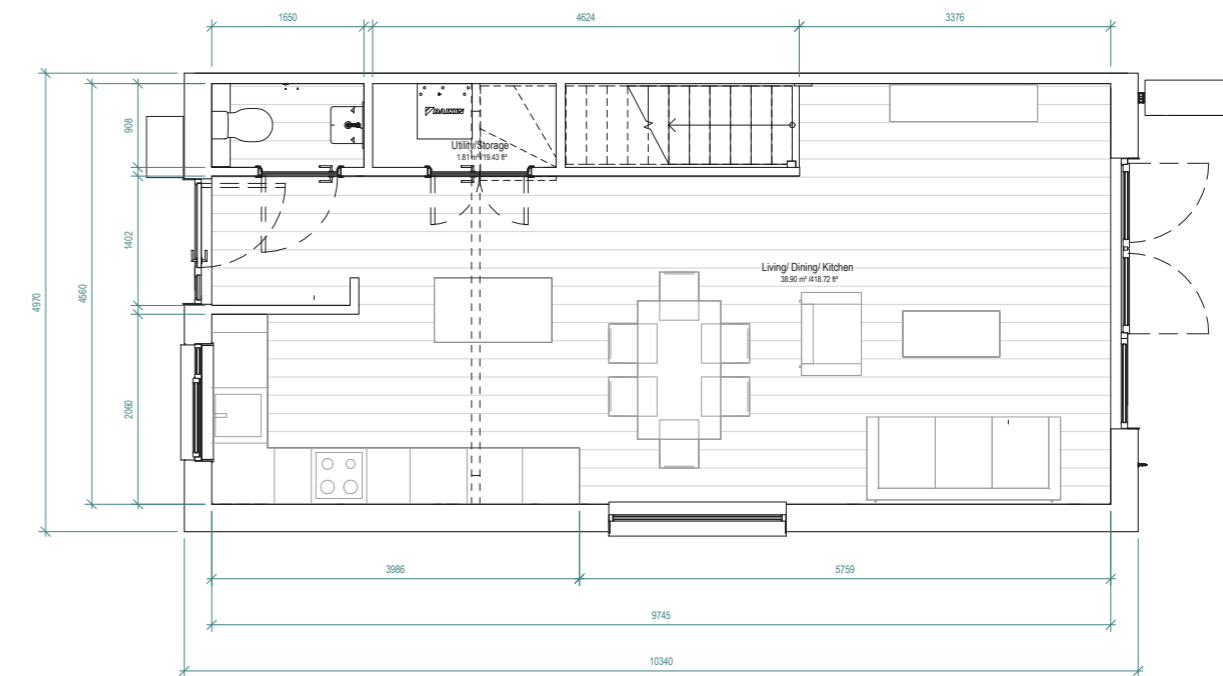 1650
4624
3376
908
1402
4560
4970
2060
DAIKIN
Utility/Storage
1.81 m² /19.43 ft²
Living/ Dining/ Kitchen
38.90 m² /418.72 ft²
3986
5759
9745
10340